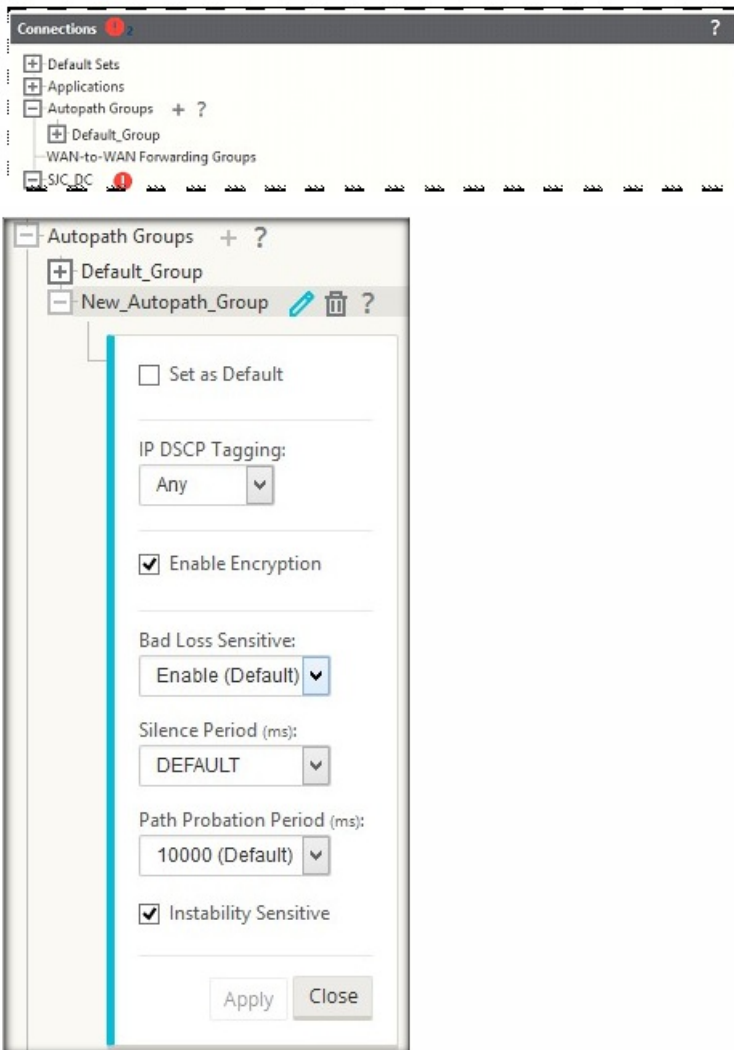 Connections ! 2 ?
Default Sets
Applications
Autopath Groups + ?
Default_Group
WAN-to-WAN Forwarding Groups
SJC_DC !
Autopath Groups + ?
Default_Group
New_Autopath_Group ?
Set as Default
IP DSCP Tagging:
Any
Enable Encryption
Bad Loss Sensitive:
Enable (Default)
Silence Period (ms):
DEFAULT
Path Probation Period (ms):
10000 (Default)
Instability Sensitive
Apply Close